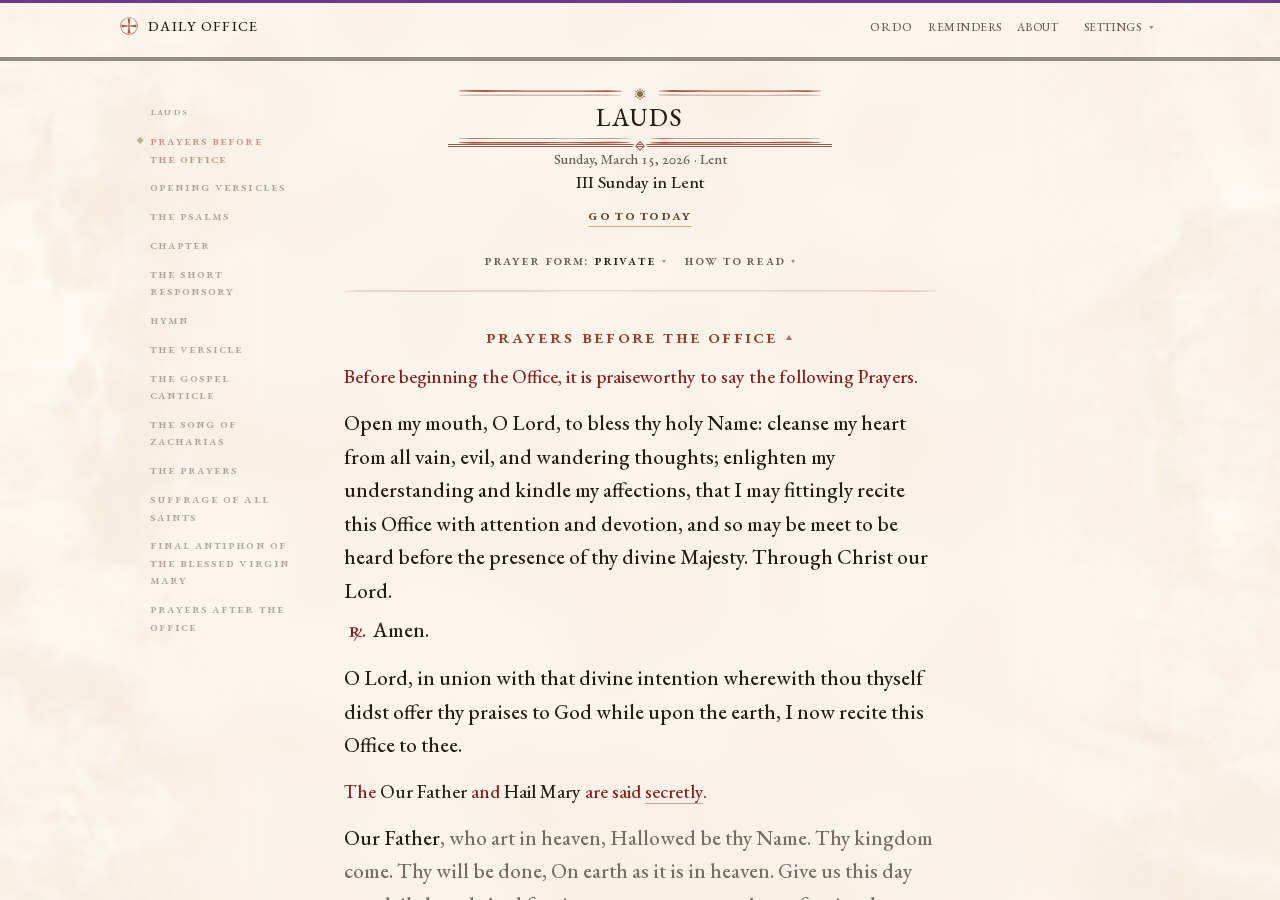 DAILY OFFICE
ORDO REMINDERS ABOUT SETTINGS ▾
LAUDS
PRAYERS BEFORE
THE OFFICE
OPENING VERSICLES
THE PSALMS
CHAPTER
THE SHORT
RESPONSORY
HYMN
THE VERSICLE
THE GOSPEL
CANTICLE
THE SONG OF
ZACHARIAS
THE PRAYERS
SUFFRAGE OF ALL
SAINTS
FINAL ANTIPHON OF
THE BLESSED VIRGIN
MARY
PRAYERS AFTER THE
OFFICE
LAUDS
Sunday, March 15, 2026 · Lent
III Sunday in Lent
GO TO TODAY
PRAYER FORM: PRIVATE ▾ HOW TO READ ▾
PRAYERS BEFORE THE OFFICE ▲
Before beginning the Office, it is praiseworthy to say the following Prayers.
Open my mouth, O Lord, to bless thy holy Name: cleanse my heart
from all vain, evil, and wandering thoughts; enlighten my
understanding and kindle my affections, that I may fittingly recite
this Office with attention and devotion, and so may be meet to be
heard before the presence of thy divine Majesty. Through Christ our
Lord.
℟. Amen.
O Lord, in union with that divine intention wherewith thou thyself
didst offer thy praises to God while upon the earth, I now recite this
Office to thee.
The Our Father and Hail Mary are said secretly.
Our Father, who art in heaven, Hallowed be thy Name. Thy kingdom
come. Thy will be done, On earth as it is in heaven. Give us this day